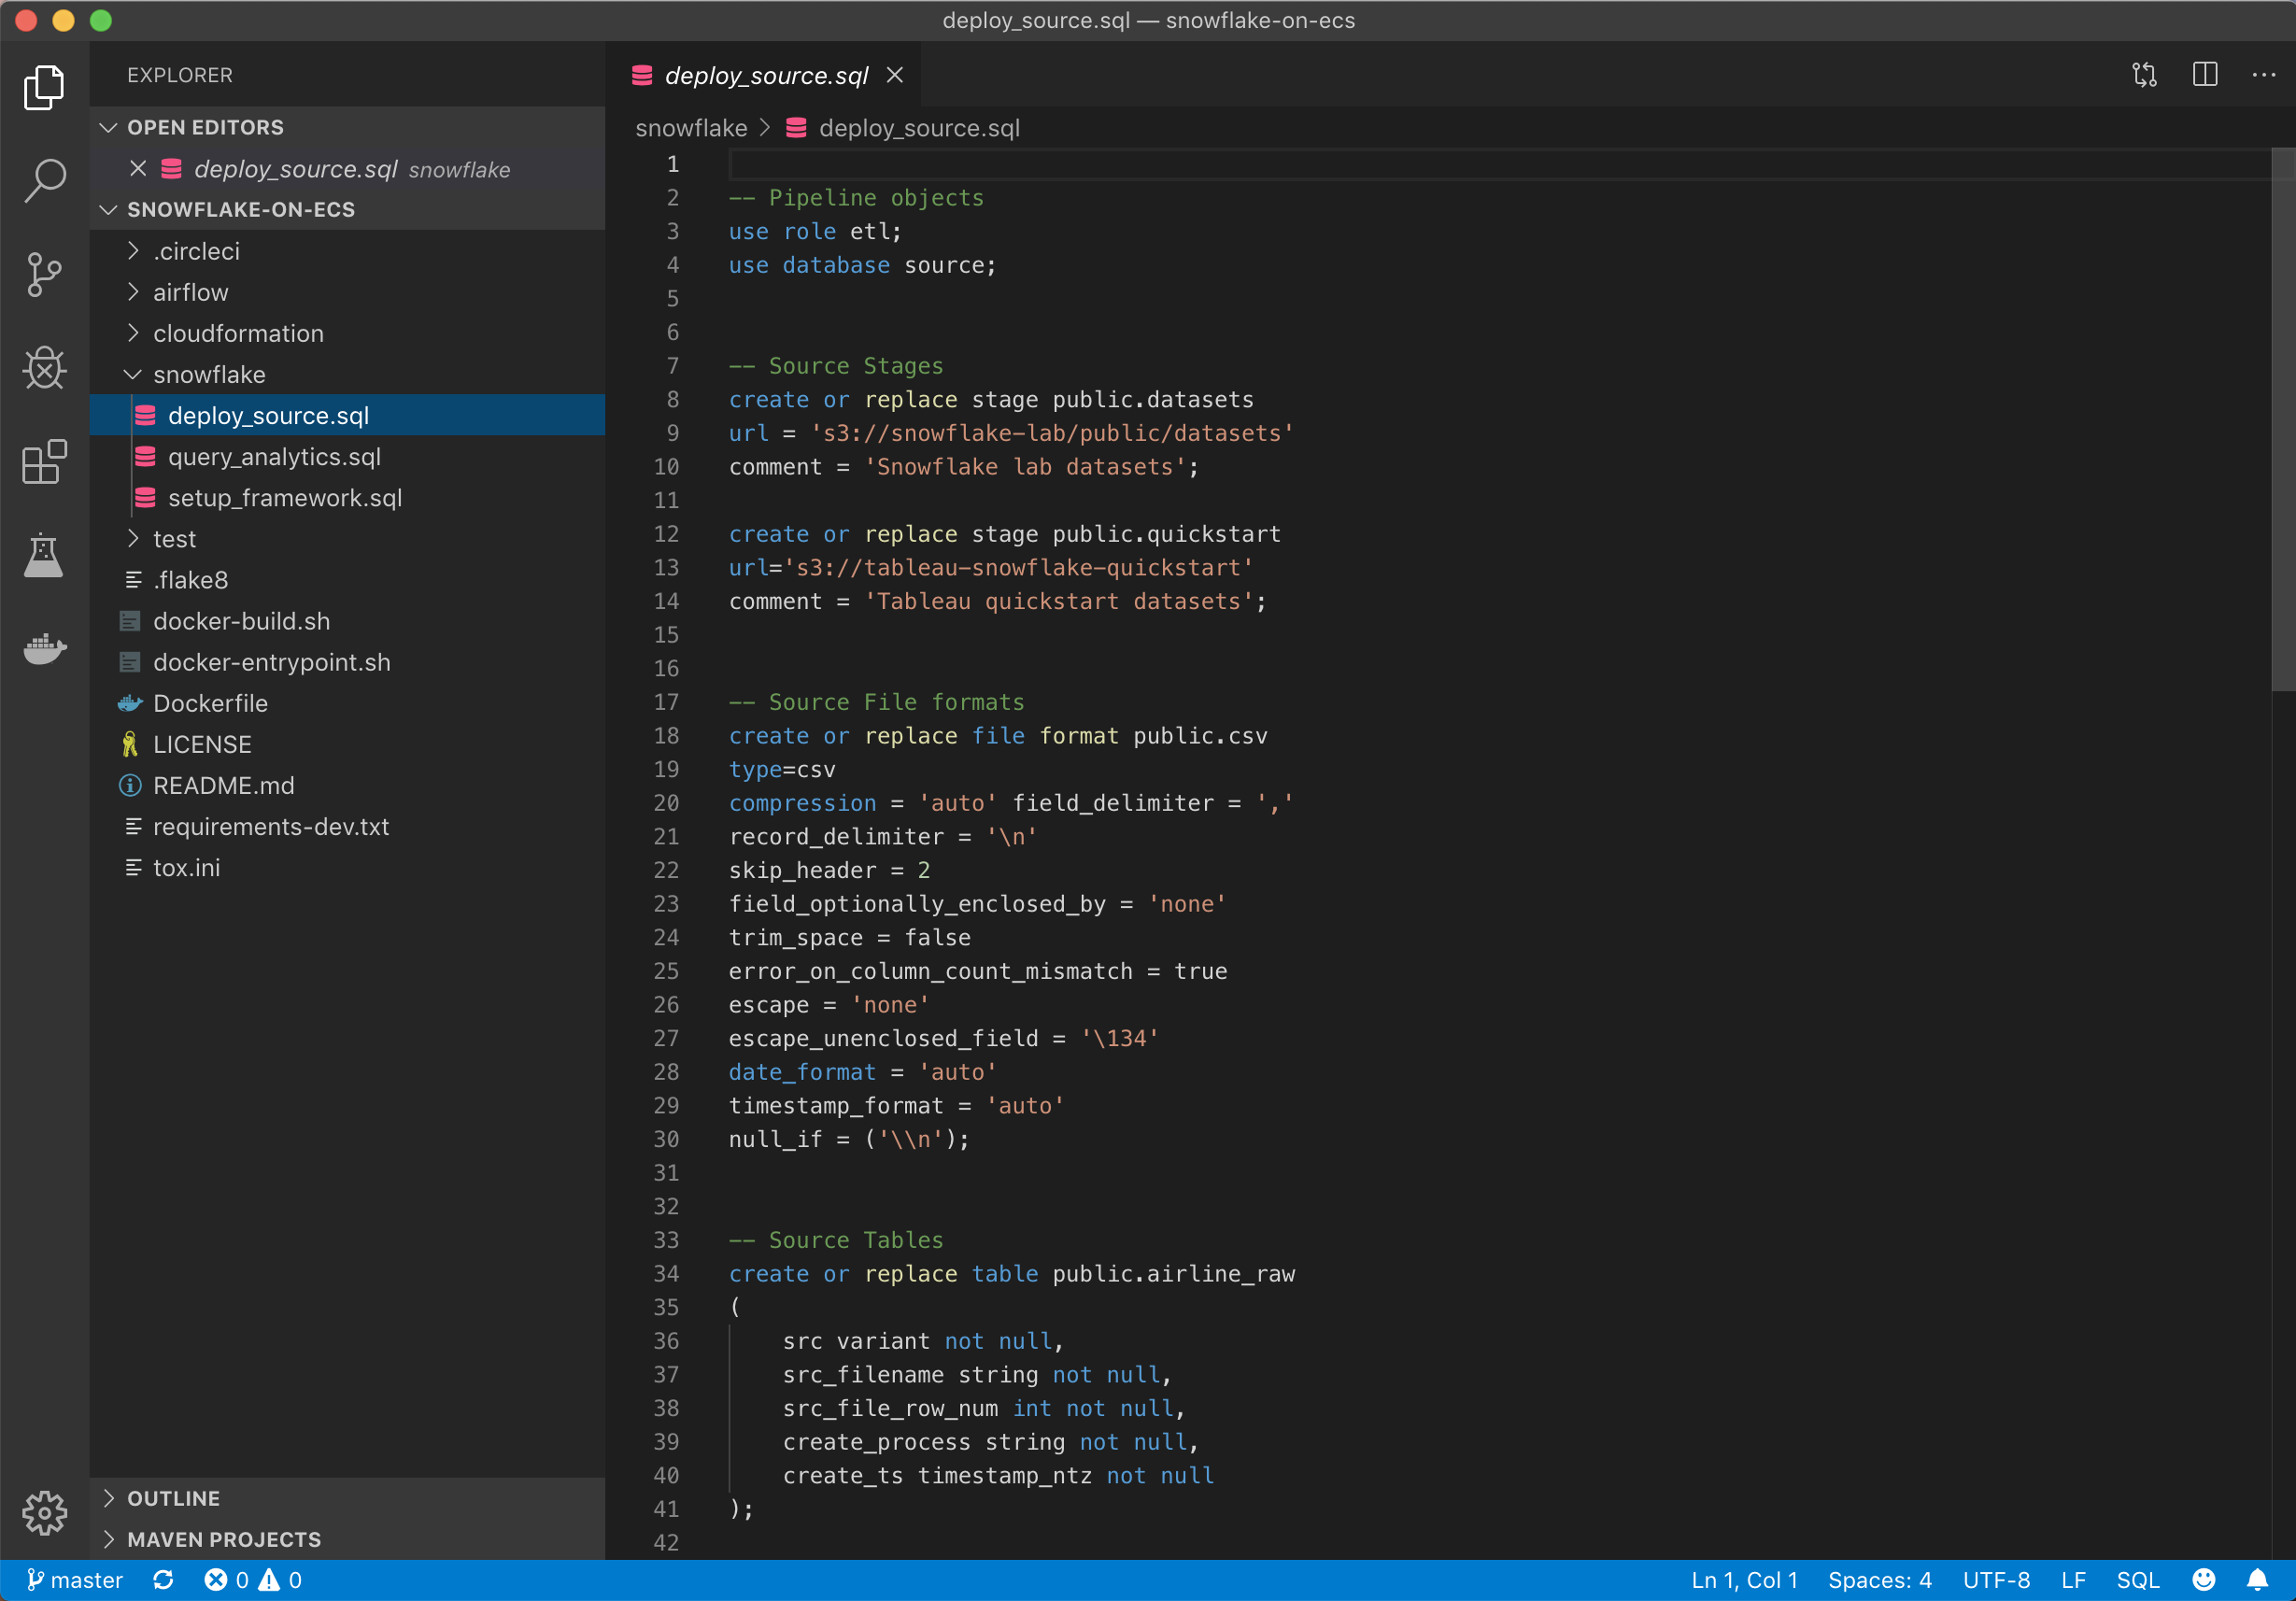 deploy_source.sql — snowflake-on-ecs
EXPLORER
OPEN EDITORS
deploy_source.sql snowflake
SNOWFLAKE-ON-ECS
.circleci
airflow
cloudformation
snowflake
deploy_source.sql
query_analytics.sql
setup_framework.sql
test
.flake8
docker-build.sh
docker-entrypoint.sh
Dockerfile
LICENSE
README.md
requirements-dev.txt
tox.ini
OUTLINE
MAVEN PROJECTS
deploy_source.sql
snowflake > deploy_source.sql
1
2 -- Pipeline objects
3 use role etl;
4 use database source;
5
6
7 -- Source Stages
8 create or replace stage public.datasets
9 url = 's3://snowflake-lab/public/datasets'
10 comment = 'Snowflake lab datasets';
11
12 create or replace stage public.quickstart
13 url='s3://tableau-snowflake-quickstart'
14 comment = 'Tableau quickstart datasets';
15
16
17 -- Source File formats
18 create or replace file format public.csv
19 type=csv
20 compression = 'auto' field_delimiter = ','
21 record_delimiter = '\n'
22 skip_header = 2
23 field_optionally_enclosed_by = 'none'
24 trim_space = false
25 error_on_column_count_mismatch = true
26 escape = 'none'
27 escape_unenclosed_field = '\134'
28 date_format = 'auto'
29 timestamp_format = 'auto'
30 null_if = ('\\n');
31
32
33 -- Source Tables
34 create or replace table public.airline_raw
35 (
36     src variant not null,
37     src_filename string not null,
38     src_file_row_num int not null,
39     create_process string not null,
40     create_ts timestamp_ntz not null
41 );
42
master 0 0 Ln 1, Col 1 Spaces: 4 UTF-8 LF SQL